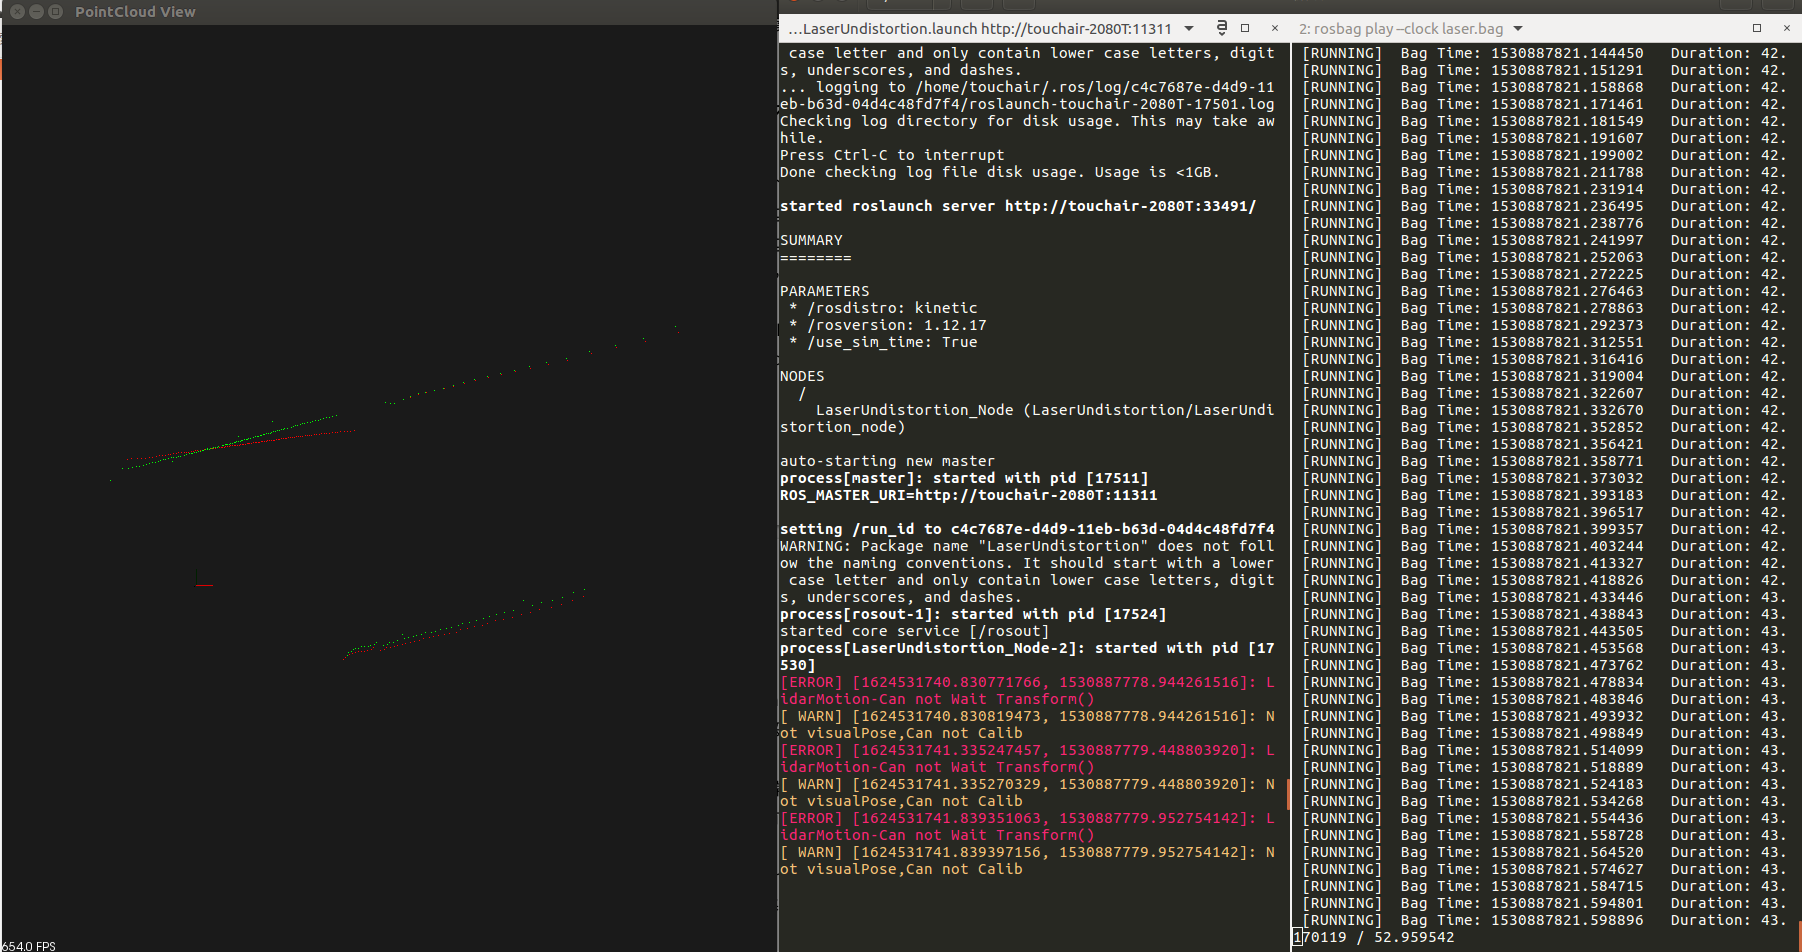 PointCloud View
654.0 FPS
...LaserUndistortion.launch http://touchair-2080T:11311
 case letter and only contain lower case letters, digit
s, underscores, and dashes.
... logging to /home/touchair/.ros/log/c4c7687e-d4d9-11
eb-b63d-04d4c48fd7f4/roslaunch-touchair-2080T-17501.log
Checking log directory for disk usage. This may take aw
hile.
Press Ctrl-C to interrupt
Done checking log file disk usage. Usage is <1GB.
started roslaunch server http://touchair-2080T:33491/
SUMMARY
========
PARAMETERS
 * /rosdistro: kinetic
 * /rosversion: 1.12.17
 * /use_sim_time: True
NODES
  /
    LaserUndistortion_Node (LaserUndistortion/LaserUndi
stortion_node)
auto-starting new master
process[master]: started with pid [17511]
ROS_MASTER_URI=http://touchair-2080T:11311
setting /run_id to c4c7687e-d4d9-11eb-b63d-04d4c48fd7f4
WARNING: Package name "LaserUndistortion" does not foll
ow the naming conventions. It should start with a lower
 case letter and only contain lower case letters, digit
s, underscores, and dashes.
process[rosout-1]: started with pid [17524]
started core service [/rosout]
process[LaserUndistortion_Node-2]: started with pid [17
530]
[ERROR] [1624531740.830771766, 1530887778.944261516]: L
idarMotion-Can not Wait Transform()
[ WARN] [1624531740.830819473, 1530887778.944261516]: N
ot visualPose,Can not Calib
[ERROR] [1624531741.335247457, 1530887779.448803920]: L
idarMotion-Can not Wait Transform()
[ WARN] [1624531741.335270329, 1530887779.448803920]: N
ot visualPose,Can not Calib
[ERROR] [1624531741.839351063, 1530887779.952754142]: L
idarMotion-Can not Wait Transform()
[ WARN] [1624531741.839397156, 1530887779.952754142]: N
ot visualPose,Can not Calib
2: rosbag play --clock laser.bag
[RUNNING]  Bag Time: 1530887821.144450   Duration: 42.
[RUNNING]  Bag Time: 1530887821.151291   Duration: 42.
[RUNNING]  Bag Time: 1530887821.158868   Duration: 42.
[RUNNING]  Bag Time: 1530887821.171461   Duration: 42.
[RUNNING]  Bag Time: 1530887821.181549   Duration: 42.
[RUNNING]  Bag Time: 1530887821.191607   Duration: 42.
[RUNNING]  Bag Time: 1530887821.199002   Duration: 42.
[RUNNING]  Bag Time: 1530887821.211788   Duration: 42.
[RUNNING]  Bag Time: 1530887821.231914   Duration: 42.
[RUNNING]  Bag Time: 1530887821.236495   Duration: 42.
[RUNNING]  Bag Time: 1530887821.238776   Duration: 42.
[RUNNING]  Bag Time: 1530887821.241997   Duration: 42.
[RUNNING]  Bag Time: 1530887821.252063   Duration: 42.
[RUNNING]  Bag Time: 1530887821.272225   Duration: 42.
[RUNNING]  Bag Time: 1530887821.276463   Duration: 42.
[RUNNING]  Bag Time: 1530887821.278863   Duration: 42.
[RUNNING]  Bag Time: 1530887821.292373   Duration: 42.
[RUNNING]  Bag Time: 1530887821.312551   Duration: 42.
[RUNNING]  Bag Time: 1530887821.316416   Duration: 42.
[RUNNING]  Bag Time: 1530887821.319004   Duration: 42.
[RUNNING]  Bag Time: 1530887821.322607   Duration: 42.
[RUNNING]  Bag Time: 1530887821.332670   Duration: 42.
[RUNNING]  Bag Time: 1530887821.352852   Duration: 42.
[RUNNING]  Bag Time: 1530887821.356421   Duration: 42.
[RUNNING]  Bag Time: 1530887821.358771   Duration: 42.
[RUNNING]  Bag Time: 1530887821.373032   Duration: 42.
[RUNNING]  Bag Time: 1530887821.393183   Duration: 42.
[RUNNING]  Bag Time: 1530887821.396517   Duration: 42.
[RUNNING]  Bag Time: 1530887821.399357   Duration: 42.
[RUNNING]  Bag Time: 1530887821.403244   Duration: 42.
[RUNNING]  Bag Time: 1530887821.413327   Duration: 42.
[RUNNING]  Bag Time: 1530887821.418826   Duration: 42.
[RUNNING]  Bag Time: 1530887821.433446   Duration: 43.
[RUNNING]  Bag Time: 1530887821.438843   Duration: 43.
[RUNNING]  Bag Time: 1530887821.443505   Duration: 43.
[RUNNING]  Bag Time: 1530887821.453568   Duration: 43.
[RUNNING]  Bag Time: 1530887821.473762   Duration: 43.
[RUNNING]  Bag Time: 1530887821.478834   Duration: 43.
[RUNNING]  Bag Time: 1530887821.483846   Duration: 43.
[RUNNING]  Bag Time: 1530887821.493932   Duration: 43.
[RUNNING]  Bag Time: 1530887821.498849   Duration: 43.
[RUNNING]  Bag Time: 1530887821.514099   Duration: 43.
[RUNNING]  Bag Time: 1530887821.518889   Duration: 43.
[RUNNING]  Bag Time: 1530887821.524183   Duration: 43.
[RUNNING]  Bag Time: 1530887821.534268   Duration: 43.
[RUNNING]  Bag Time: 1530887821.554436   Duration: 43.
[RUNNING]  Bag Time: 1530887821.558728   Duration: 43.
[RUNNING]  Bag Time: 1530887821.564520   Duration: 43.
[RUNNING]  Bag Time: 1530887821.574627   Duration: 43.
[RUNNING]  Bag Time: 1530887821.584715   Duration: 43.
[RUNNING]  Bag Time: 1530887821.594801   Duration: 43.
[RUNNING]  Bag Time: 1530887821.598896   Duration: 43.
170119 / 52.959542